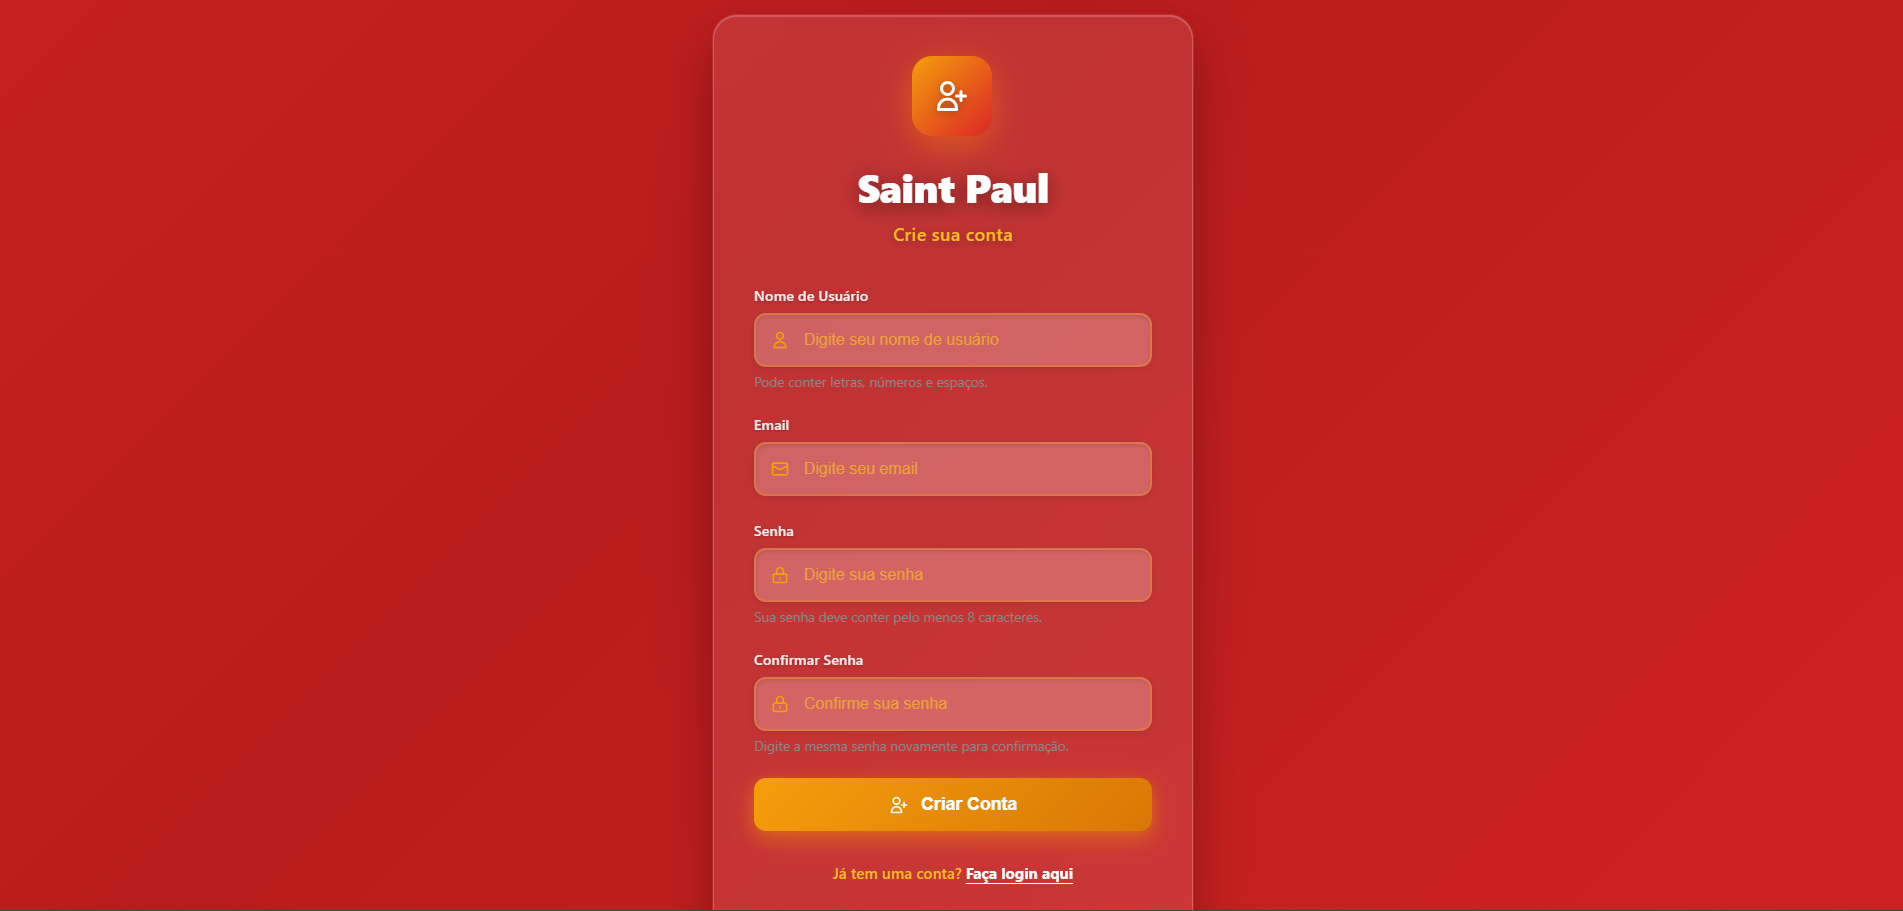 Saint Paul
Crie sua conta
Nome de Usuário
Digite seu nome de usuário
Pode conter letras, números e espaços.
Email
Digite seu email
Senha
Digite sua senha
Sua senha deve conter pelo menos 8 caracteres.
Confirmar Senha
Confirme sua senha
Digite a mesma senha novamente para confirmação.
Criar Conta
Já tem uma conta? Faça login aqui